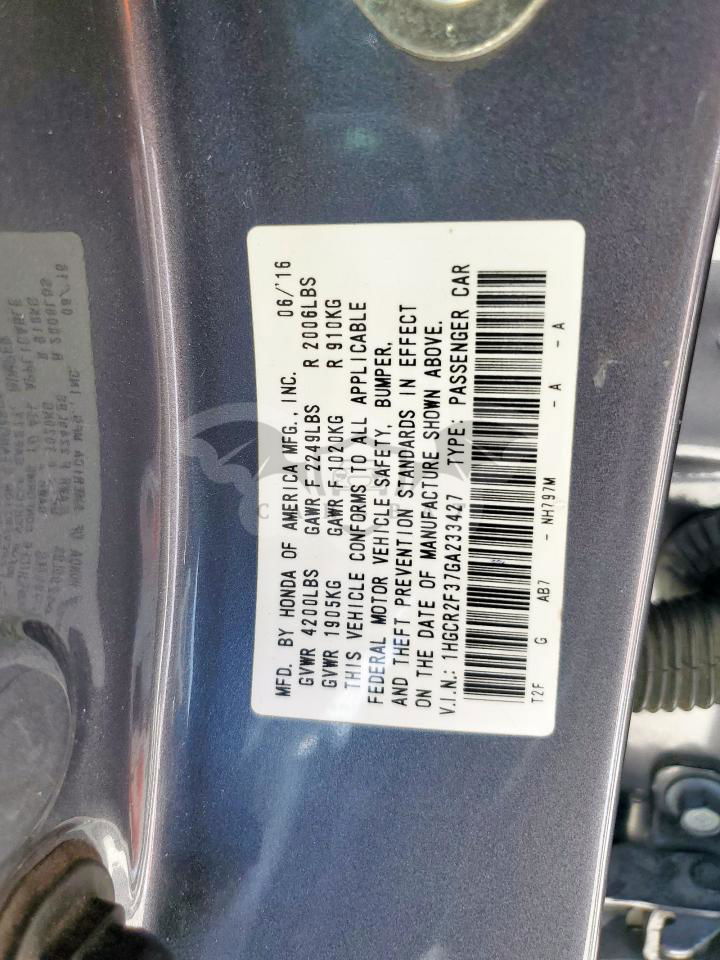 MFD. BY HONDA OF AMERICA MFG., INC. 06/'16
GVWR 4200LBS GAWR F 2249LBS R 2006LBS
GVWR 1905KG GAWR F 1020KG R 910KG
THIS VEHICLE CONFORMS TO ALL APPLICABLE
FEDERAL MOTOR VEHICLE SAFETY, BUMPER,
AND THEFT PREVENTION STANDARDS IN EFFECT
ON THE DATE OF MANUFACTURE SHOWN ABOVE.
V.I.N.: 1HGCR2F37GA233427 TYPE: PASSENGER CAR
T2F G AB7 - NH797M - A - A